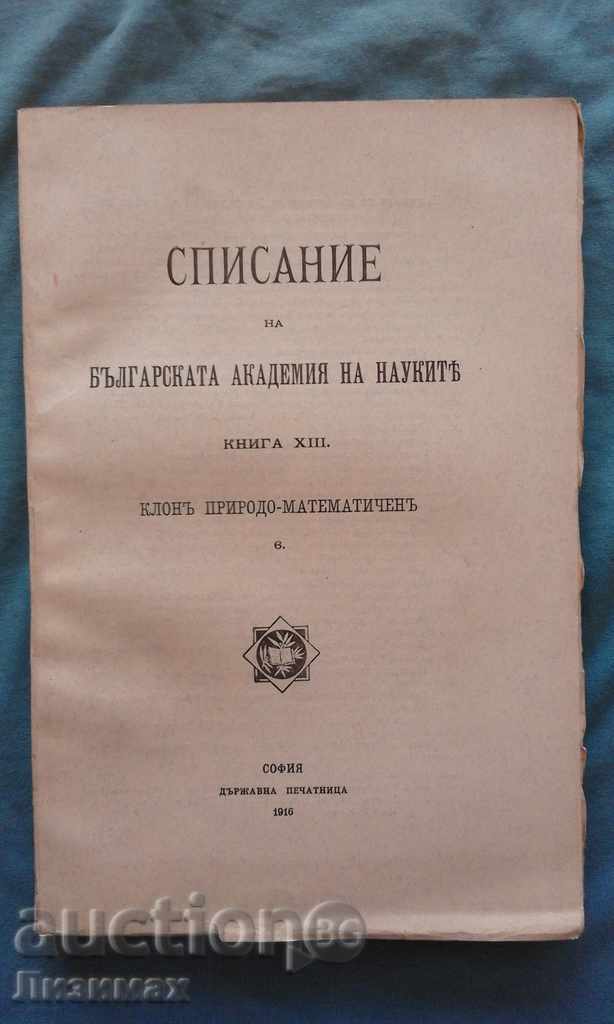 СПИСАНИЕ
НА
БЪЛГАРСКАТА АКАДЕМИЯ НА НАУКИТѢ
КНИГА XIII.
КЛОНЪ ПРИРОДО-МАТЕМАТИЧЕНЪ
6.
СОФИЯ
ДЪРЖАВНА ПЕЧАТНИЦА
1916
auction BG
Лизимах